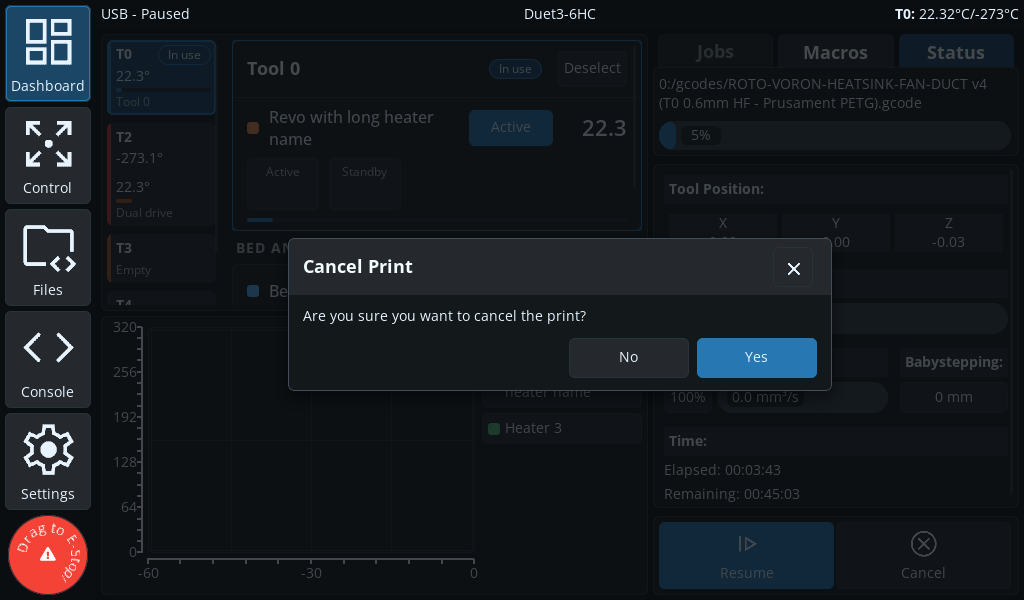 USB - Paused
Duet3-6HC
T0: 22.32°C/-273°C
Dashboard
Control
Files
Console
Settings
Drag to E-Stop!
T0
In use
22.3°
Tool 0
T2
-273.1°
22.3°
Dual drive
T3
Empty
T4
Tool 0
In use
Deselect
Revo with long heater
name
Active
22.3
Active
Standby
BED AN
Be
Cancel Print
Are you sure you want to cancel the print?
No
Yes
320
256
192
128
64
0
-60
-30
0
heater name
Heater 3
Jobs
Macros
Status
0:/gcodes/ROTO-VORON-HEATSINK-FAN-DUCT v4
(T0 0.6mm HF - Prusament PETG).gcode
5%
Tool Position:
X
Y
Z
-0.03
Babystepping:
100%
0.0 mm³/s
0 mm
Time:
Elapsed: 00:03:43
Remaining: 00:45:03
Resume
Cancel